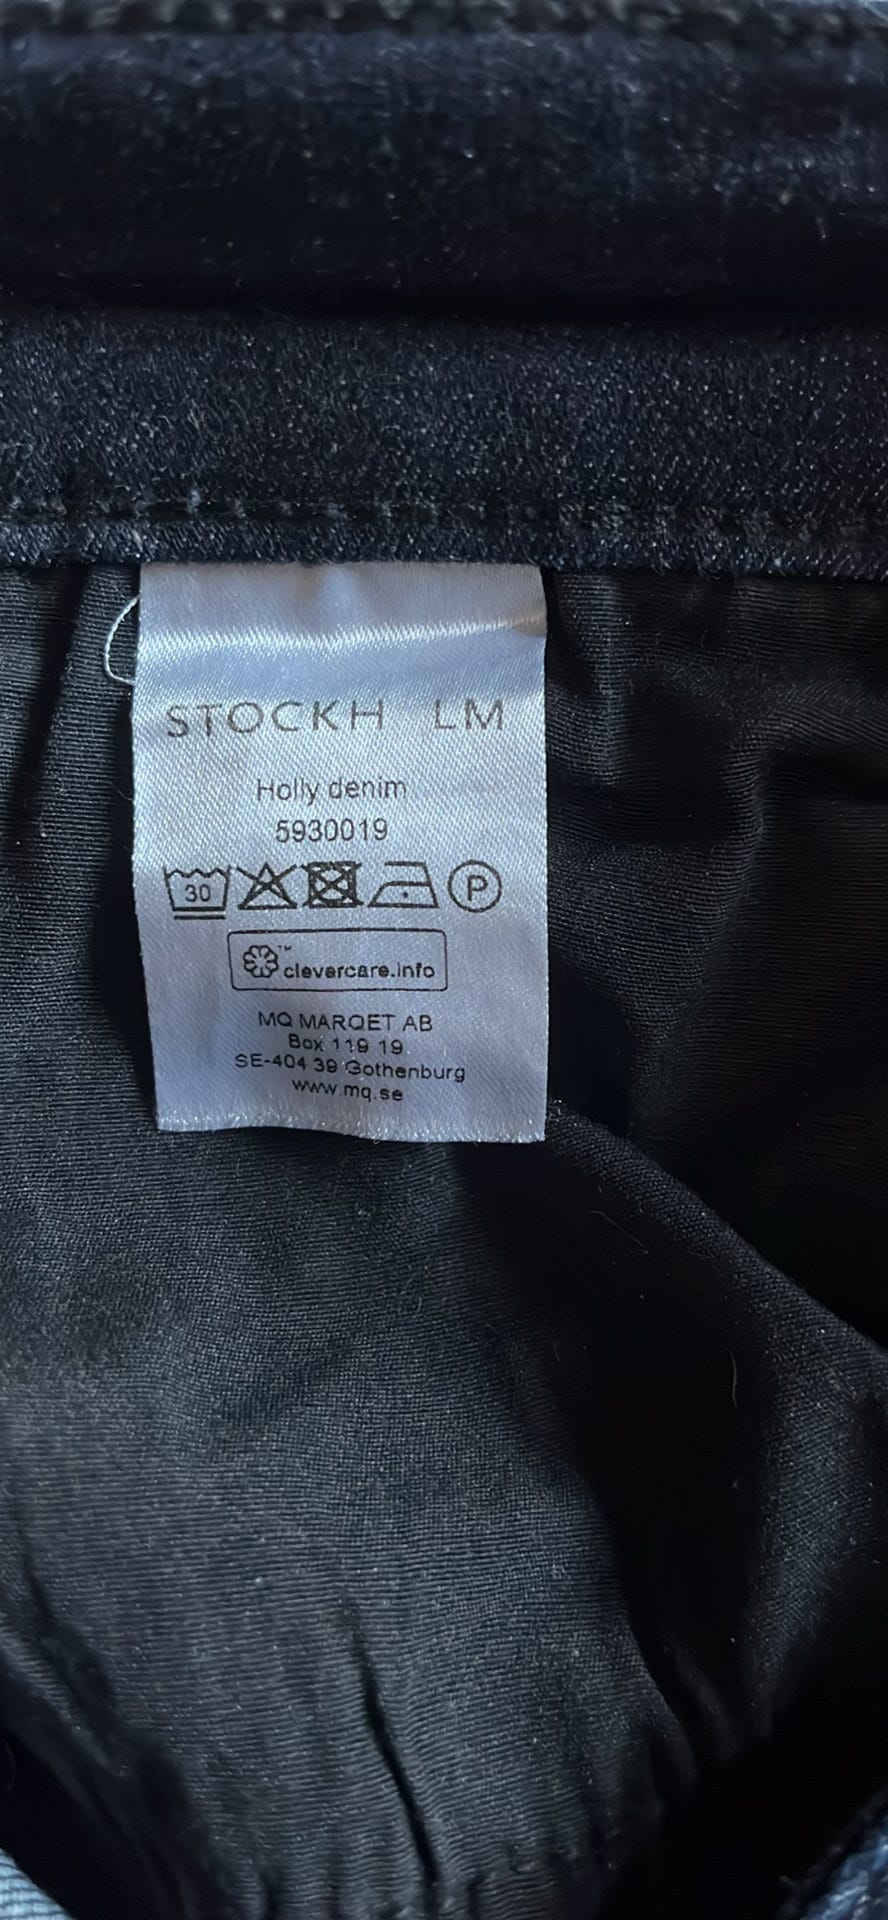 STOCKH LM
Holly denim
5930019
30 P
clevercare.info
MQ MARQET AB
Box 119 19
SE-404 39 Gothenburg
www.mq.se